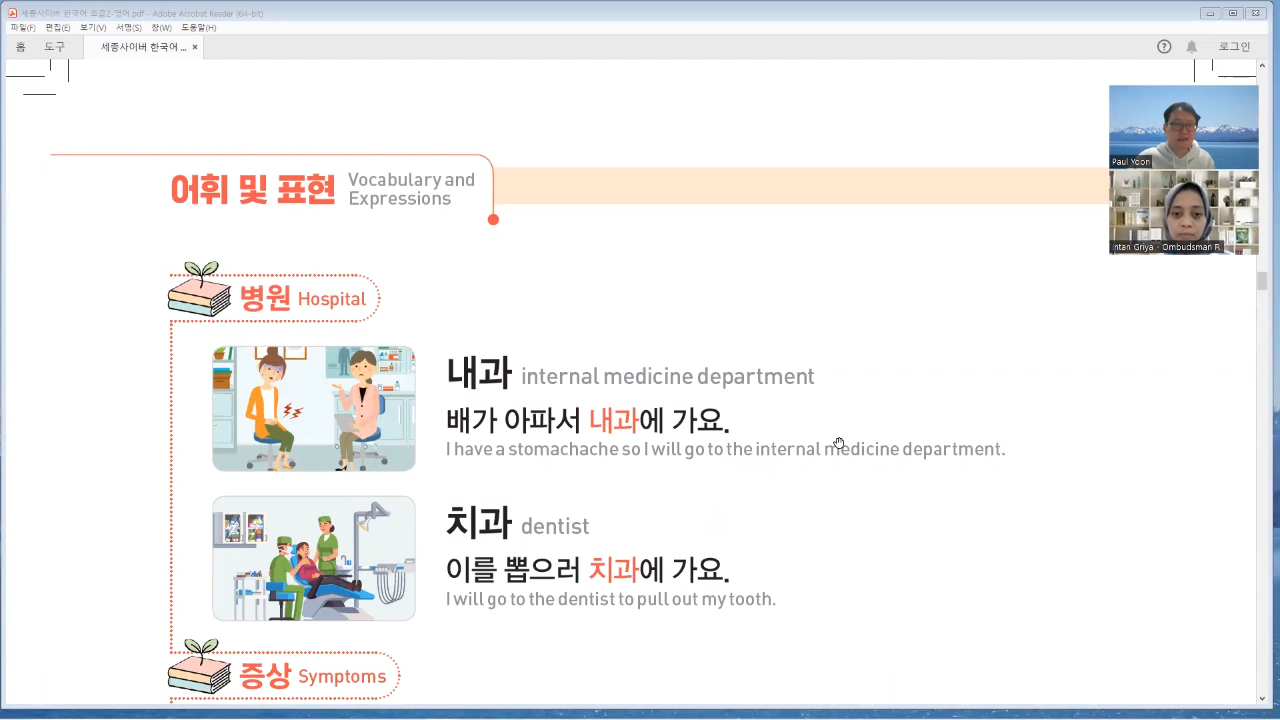 세종사이버 한국어 초급2-영어.pdf - Adobe Acrobat Reader (64-bit)
파일(F) 편집(E) 보기(V) 서명(S) 창(W) 도움말(H)
홈 도구 세종사이버 한국어 ... × 로그인
Paul Yoon
ntan Griya - Ombudsman R
어휘 및 표현 Vocabulary and
Expressions
병원 Hospital
내과 internal medicine department
배가 아파서 내과에 가요.
I have a stomachache so I will go to the internal medicine department.
치과 dentist
이를 뽑으러 치과에 가요.
I will go to the dentist to pull out my tooth.
증상 Symptoms